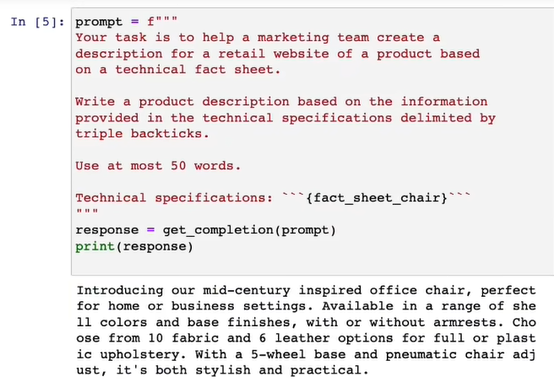 In [5]: prompt = f"""
Your task is to help a marketing team create a
description for a retail website of a product based
on a technical fact sheet.
Write a product description based on the information
provided in the technical specifications delimited by
triple backticks.
Use at most 50 words.
Technical specifications: ```{fact_sheet_chair}```
"""
response = get_completion(prompt)
print(response)
Introducing our mid-century inspired office chair, perfect
for home or business settings. Available in a range of she
ll colors and base finishes, with or without armrests. Cho
ose from 10 fabric and 6 leather options for full or plast
ic upholstery. With a 5-wheel base and pneumatic chair adj
ust, it's both stylish and practical.